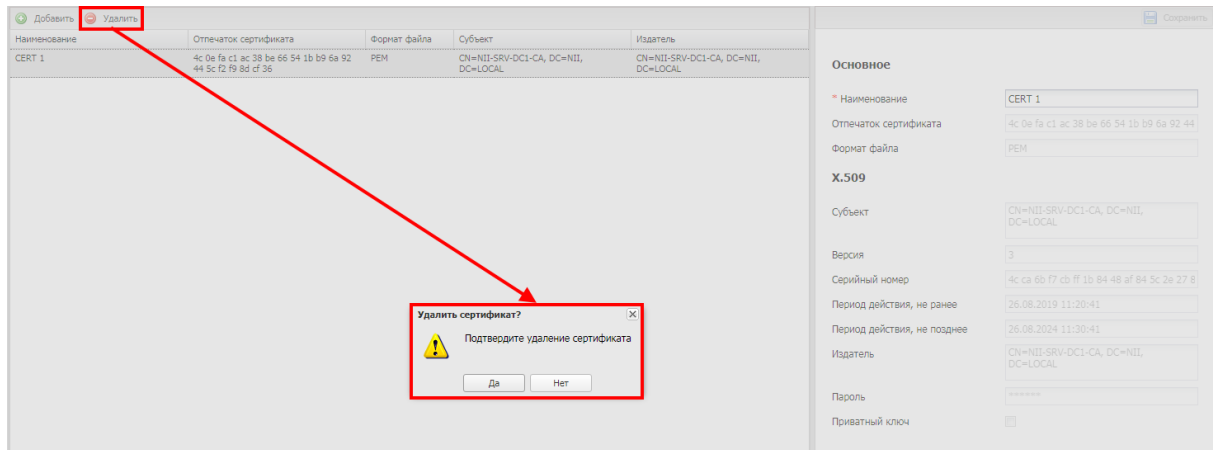 Добавить Удалить
Сохранить
Наименование Отпечаток сертификата Формат файла Субъект Издатель
CERT 1 4c 0e fa c1 ac 38 be 66 54 1b b9 6a 92 PEM CN=NII-SRV-DC1-CA, DC=NII, CN=NII-SRV-DC1-CA, DC=NII,
44 5c f2 f9 8d cf 36 DC=LOCAL DC=LOCAL
Удалить сертификат?
Подтвердите удаление сертификата
Да Нет
Основное
* Наименование CERT 1
Отпечаток сертификата 4c 0e fa c1 ac 38 be 66 54 1b b9 6a 92 44
Формат файла PEM
X.509
Субъект CN=NII-SRV-DC1-CA, DC=NII,
DC=LOCAL
Версия 3
Серийный номер 4c ca 6b f7 cb ff 1b 84 48 af 84 5c 2e 27 8
Период действия, не ранее 26.08.2019 11:20:41
Период действия, не позднее 26.08.2024 11:30:41
Издатель CN=NII-SRV-DC1-CA, DC=NII,
DC=LOCAL
Пароль ******
Приватный ключ